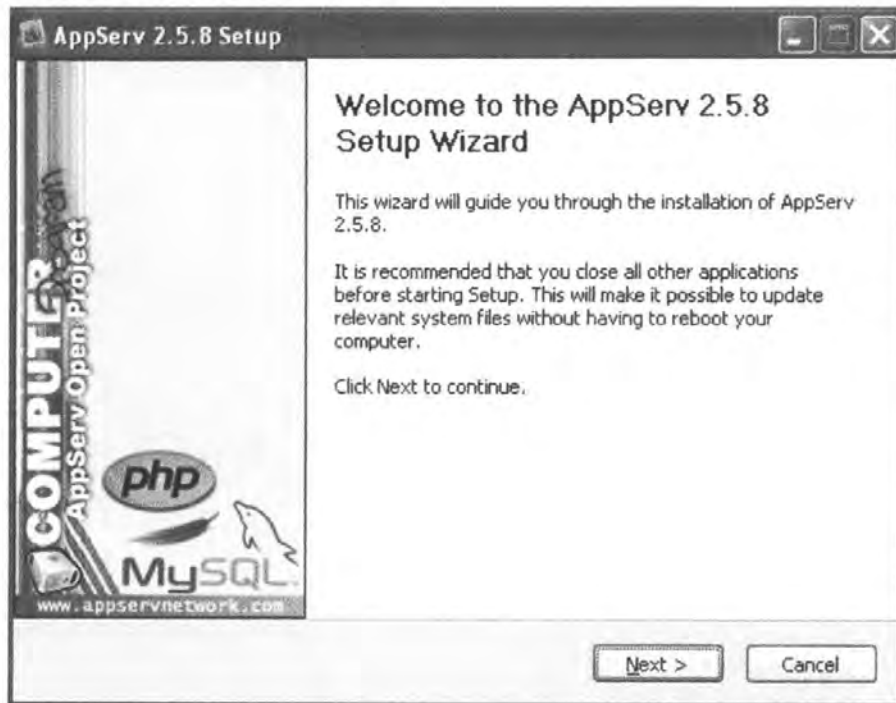 AppServ 2.5.8 Setup
Welcome to the AppServ 2.5.8
Setup Wizard
This wizard will guide you through the installation of AppServ
2.5.8.
It is recommended that you close all other applications
before starting Setup. This will make it possible to update
relevant system files without having to reboot your
computer.
Click Next to continue.
COMPUTER
Program
AppServ Open Project
php
MySQL
www.appservnetwork.com
Next >
Cancel